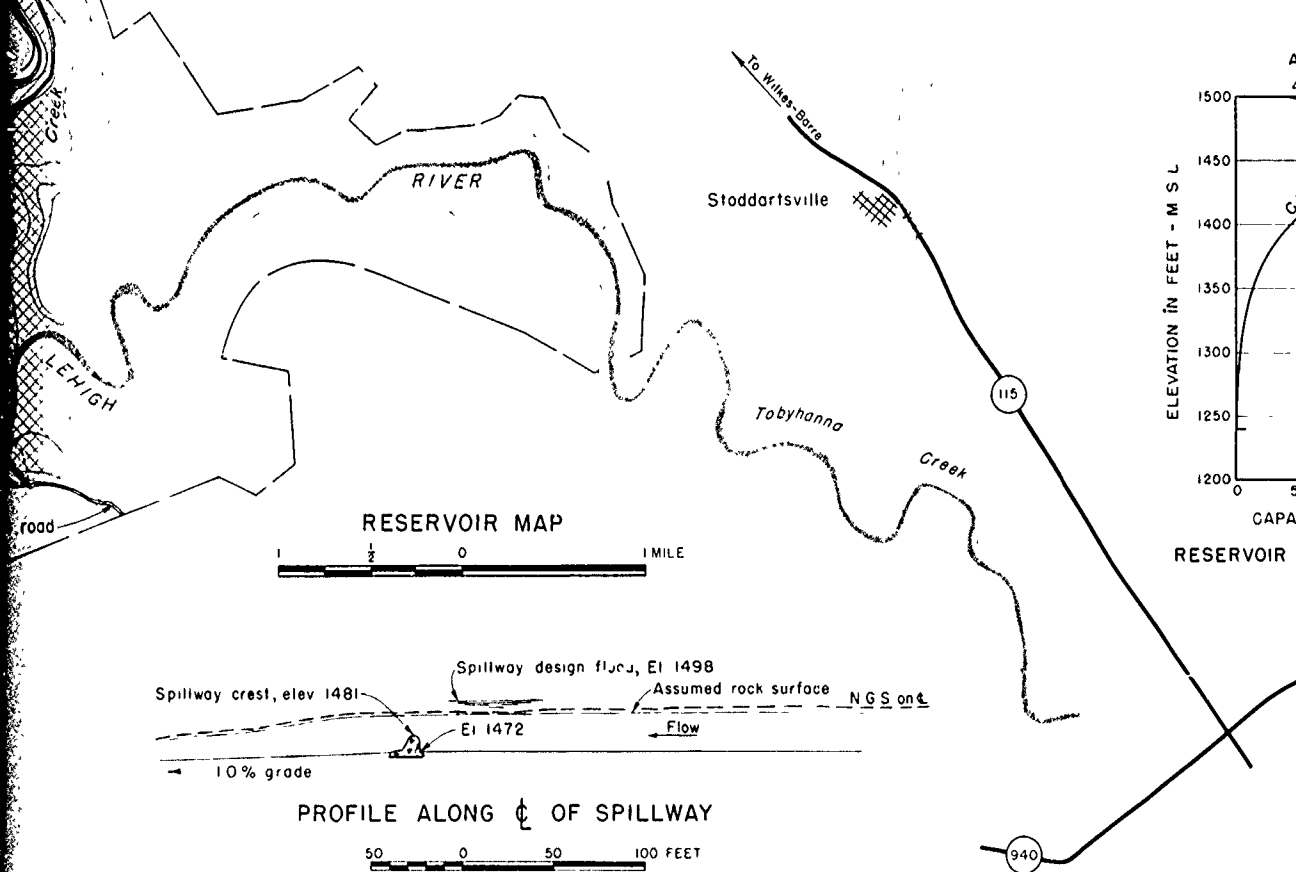 Creek
To Wilkes-Barre
RIVER
Stoddartsville
LEHIGH
115
Tobyhanna
Creek
road
RESERVOIR MAP
1 ½ 0 1 MILE
ELEVATION IN FEET - M S L
1500
1450
1400
1350
1300
1250
1200
0 5
RESERVOIR
Spillway design flood, El 1498
Spillway crest, elev 1481
Assumed rock surface
N G S on ℄
El 1472
Flow
10% grade
PROFILE ALONG ℄ OF SPILLWAY
50 0 50 100 FEET
940